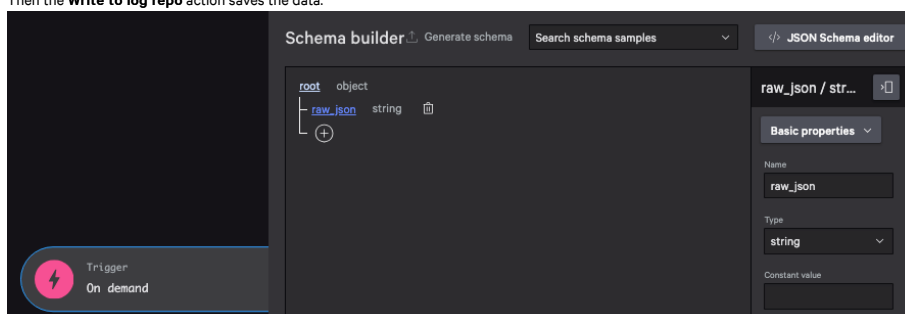 Then the Write to log repo action saves the data.
Schema builder Generate schema Search schema samples </> JSON Schema editor
root object
raw_json string
raw_json / str...
Basic properties
Name
raw_json
Type
string
Constant value
Trigger
On demand